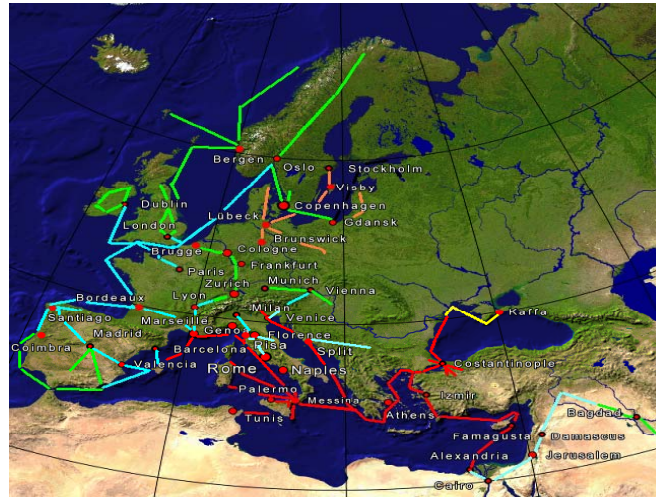 Bergen
Oslo
Stockholm
Visby
Dublin
Copenhagen
London
Lübeck
Gdansk
Brunswick
Brugge
Cologne
Paris
Frankfurt
Zurich
Munich
Vienna
Bordeaux
Lyon
Milan
Santiago
Marseille
Venice
Kaffa
Madrid
Geno
Florence
Coimbra
Barcelona
Pisa
Split
Valencia
Rome
Naples
Costantinople
Palermo
Messina
Izmir
Tunis
Athens
Bagdad
Famagusta
Damascus
Alexandria
Jerusalem
Cairo